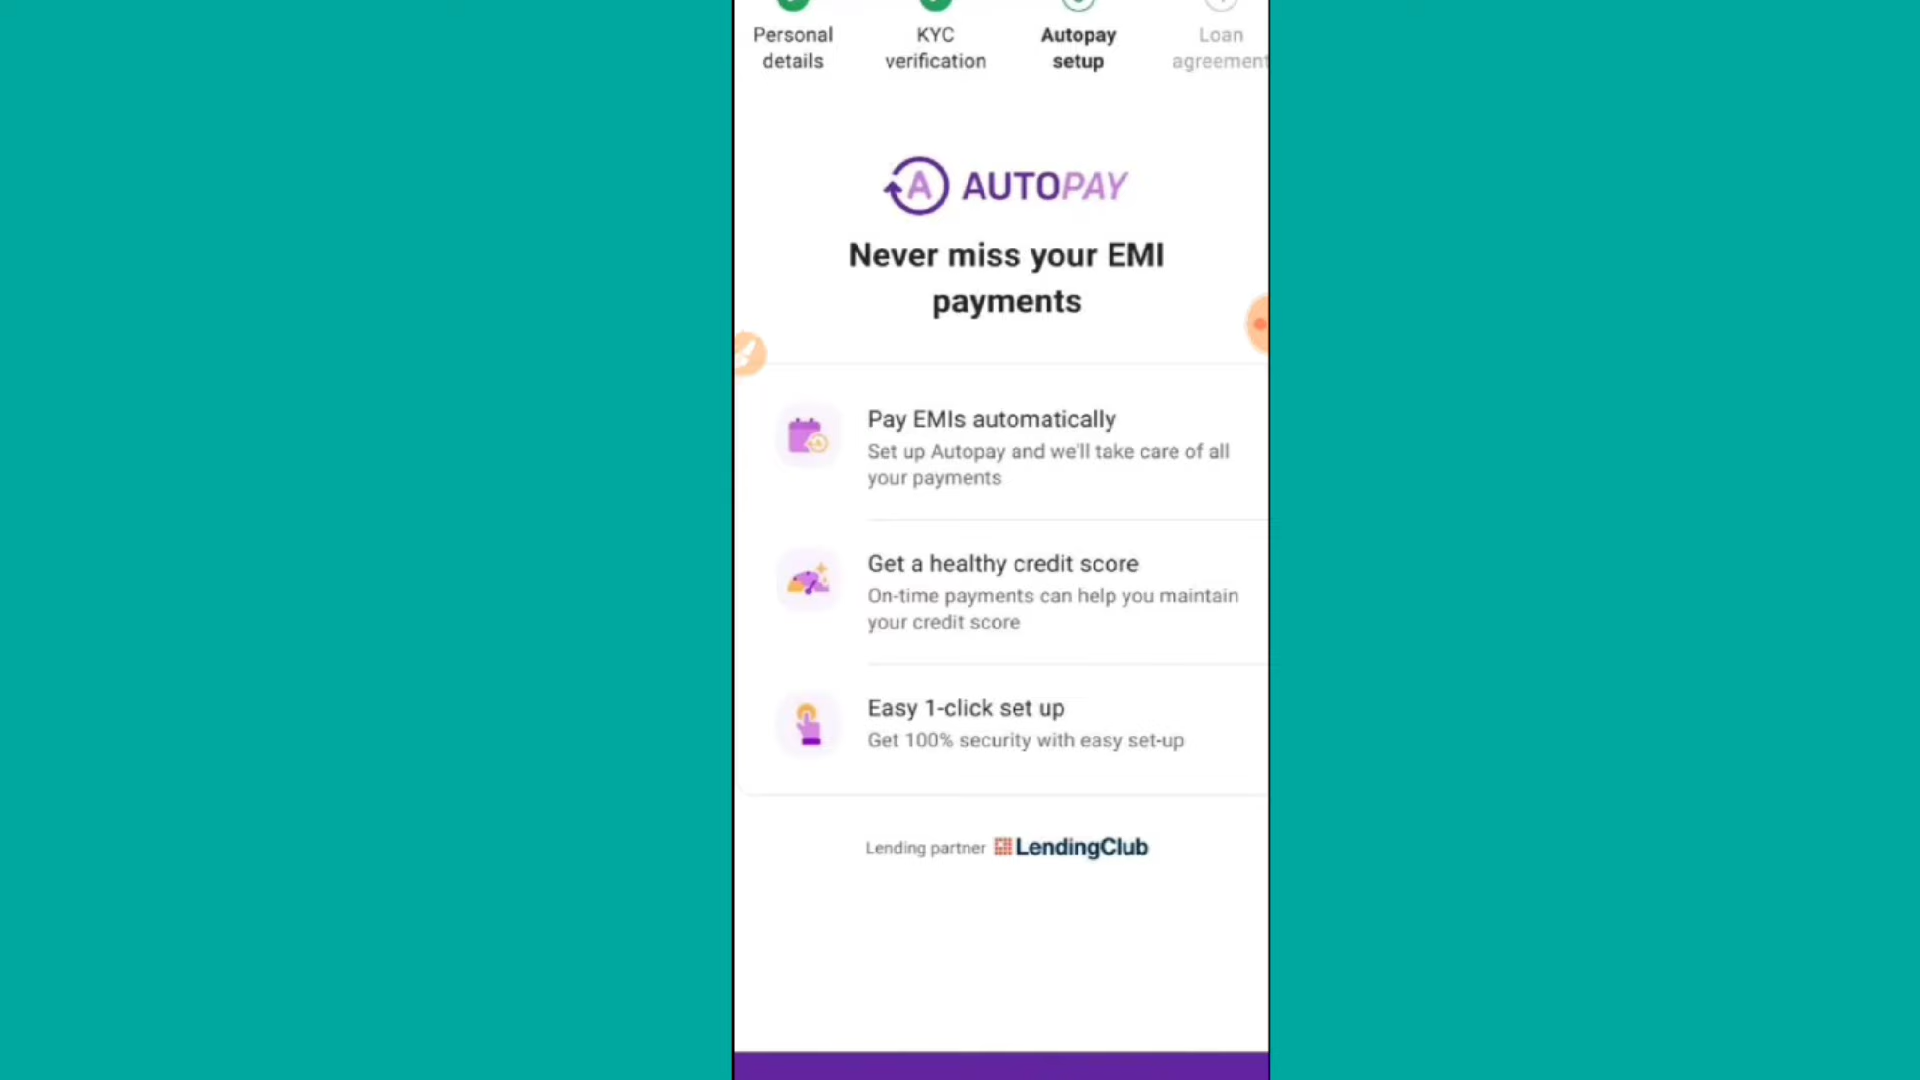 Personal details
KYC verification
Autopay setup
Loan agreement
A AUTOPAY
Never miss your EMI
payments
Pay EMIs automatically
Set up Autopay and we'll take care of all
your payments
Get a healthy credit score
On-time payments can help you maintain
your credit score
Easy 1-click set up
Get 100% security with easy set-up
Lending partner LendingClub